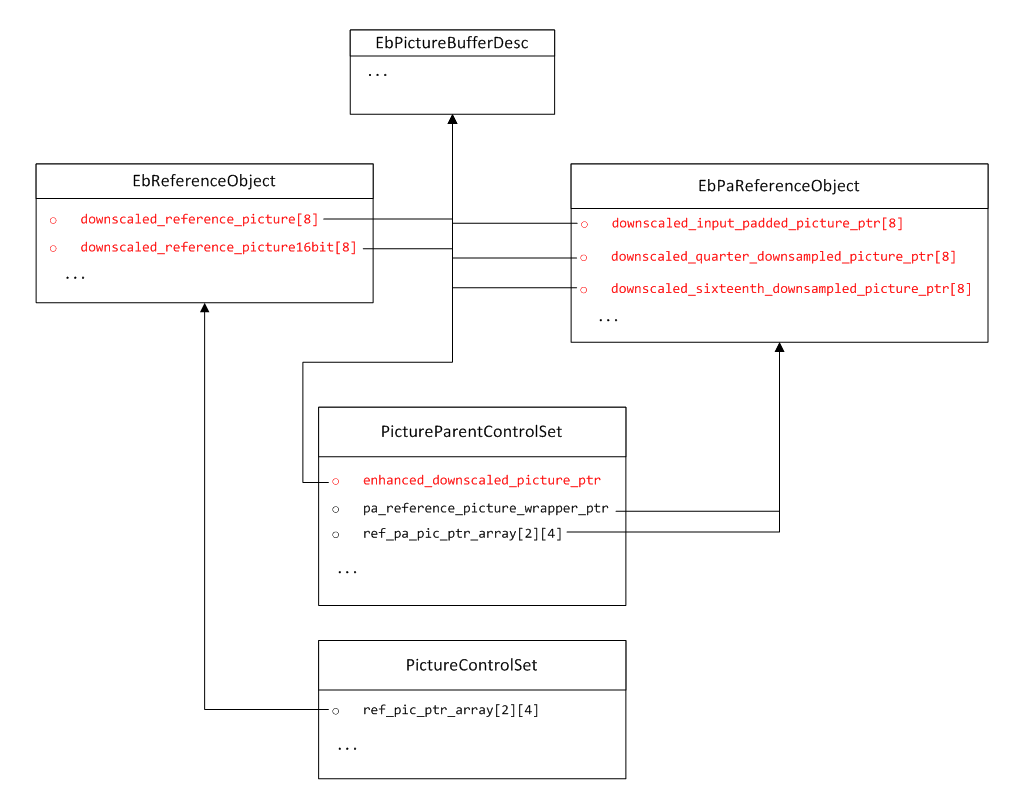 EbPictureBufferDesc
...
EbReferenceObject
downscaled_reference_picture[8]
downscaled_reference_picture16bit[8]
...
EbPaReferenceObject
downscaled_input_padded_picture_ptr[8]
downscaled_quarter_downsampled_picture_ptr[8]
downscaled_sixteenth_downsampled_picture_ptr[8]
...
PictureParentControlSet
enhanced_downscaled_picture_ptr
pa_reference_picture_wrapper_ptr
ref_pa_pic_ptr_array[2][4]
...
PictureControlSet
ref_pic_ptr_array[2][4]
...